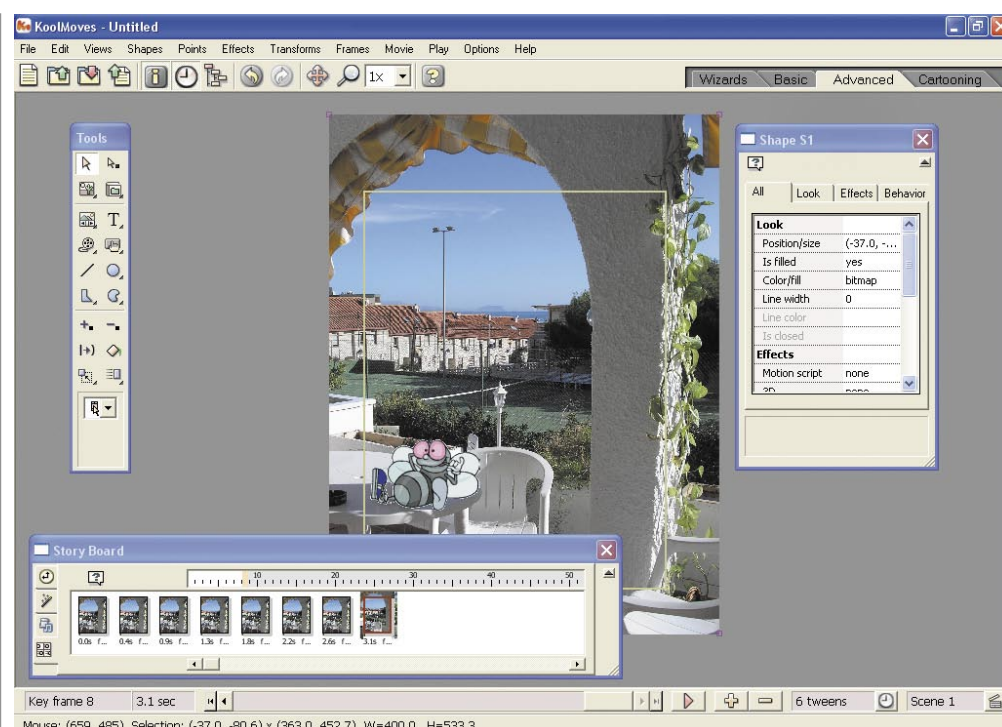 KoolMoves - Untitled
File Edit Views Shapes Points Effects Transforms Frames Movie Play Options Help
1x
Wizards Basic Advanced Cartooning
Tools
T
Shape S1
All Look Effects Behavior
Look
Position/size (-37.0, -...
Is filled yes
Color/fill bitmap
Line width 0
Line color
Is closed
Effects
Motion script none
3D none
Story Board
10 20 30 40 50
0.0s f... 0.4s f... 0.9s f... 1.3s f... 1.8s f... 2.2s f... 2.6s f... 3.1s f...
Key frame 8 3.1 sec 6 tweens Scene 1
Mouse: (659, 485) Selection: (-37.0, -80.6) x (363.0, 452.7) W=400.0 H=533.3